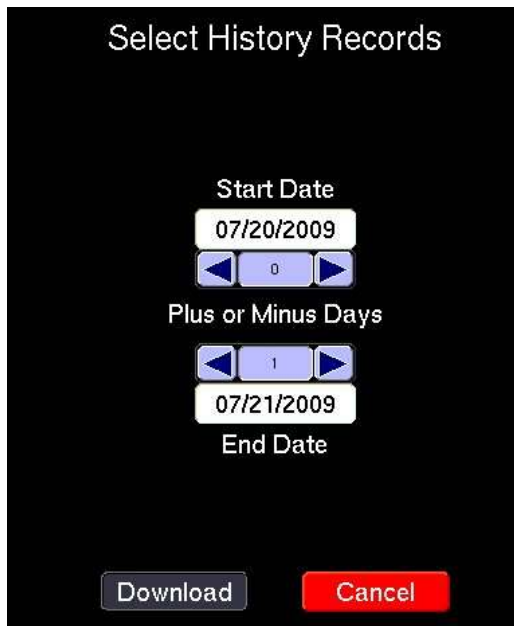 Select History Records
Start Date
07/20/2009
0
Plus or Minus Days
1
07/21/2009
End Date
Download Cancel